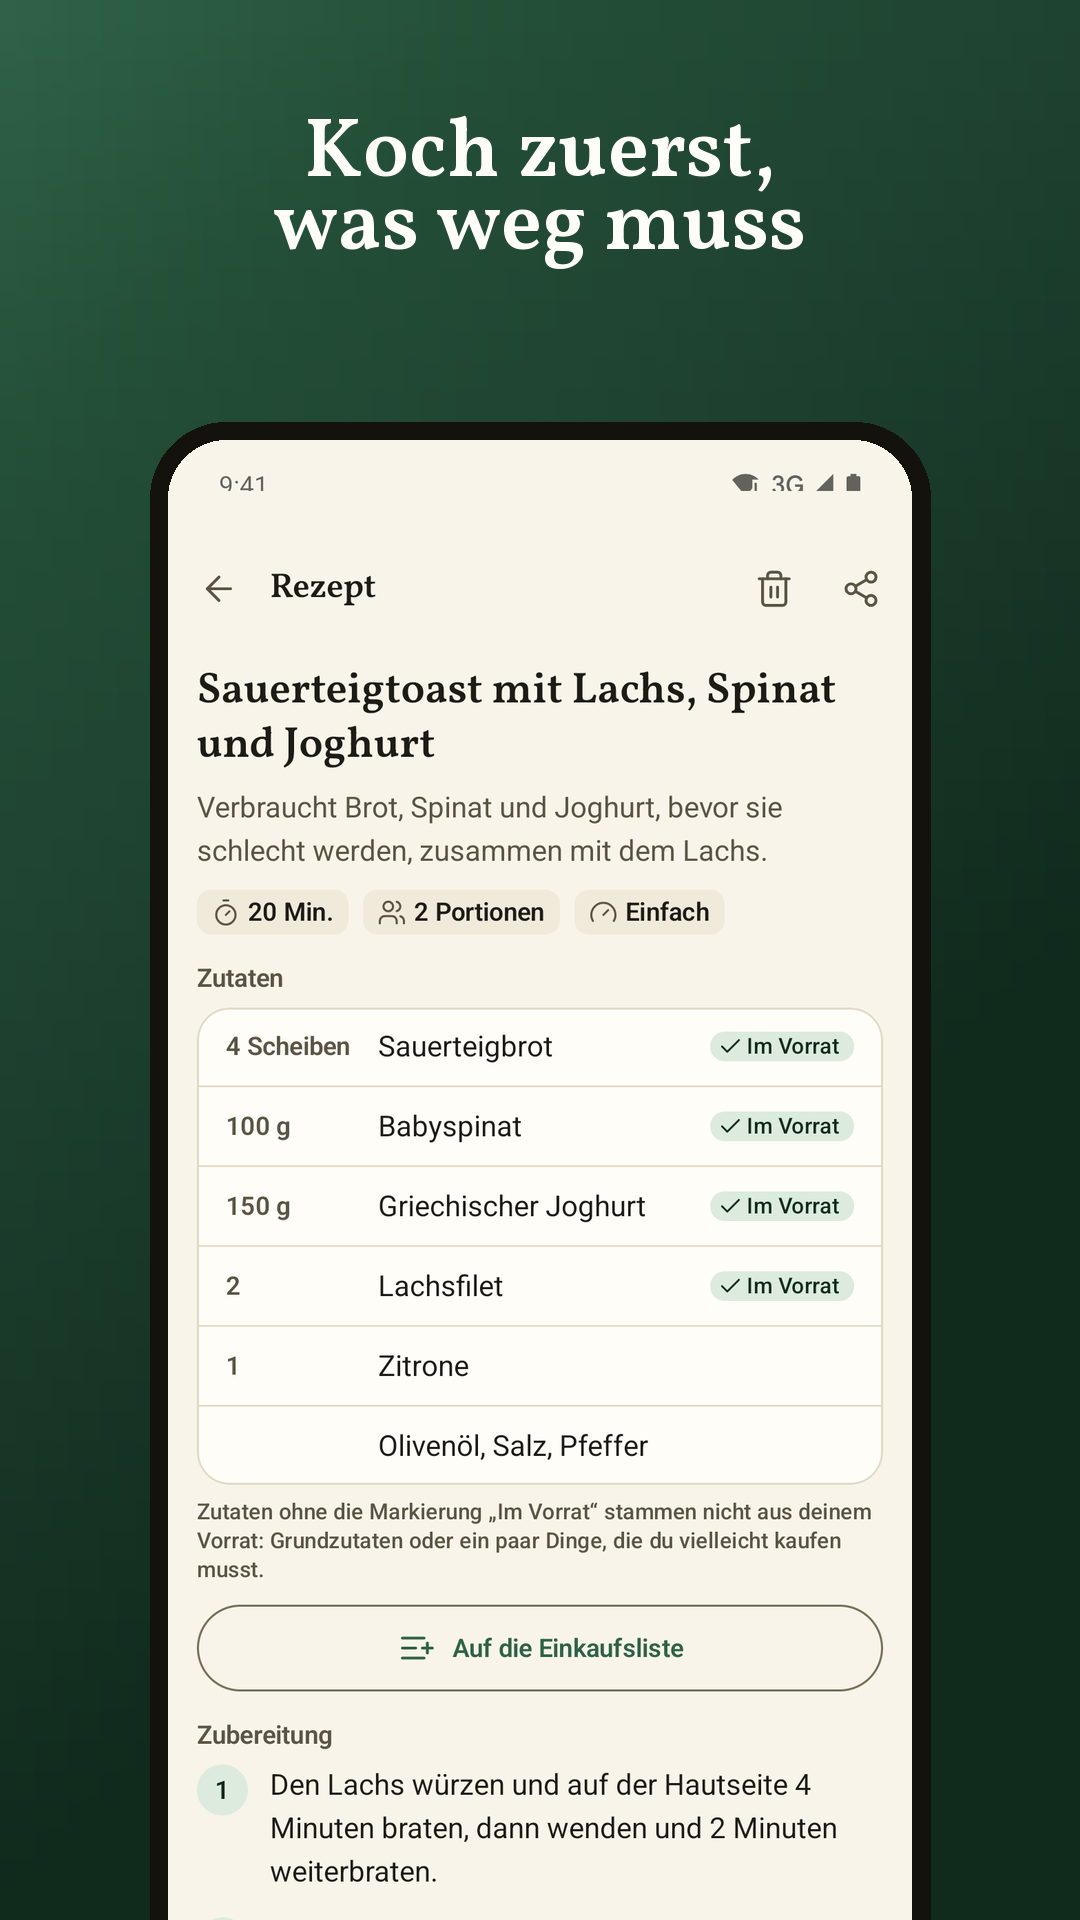 Koch zuerst,
was weg muss
9:41
3G
Rezept
Sauerteigtoast mit Lachs, Spinat
und Joghurt
Verbraucht Brot, Spinat und Joghurt, bevor sie
schlecht werden, zusammen mit dem Lachs.
20 Min. 2 Portionen Einfach
Zutaten
4 Scheiben Sauerteigbrot Im Vorrat
100 g Babyspinat Im Vorrat
150 g Griechischer Joghurt Im Vorrat
2 Lachsfilet Im Vorrat
1 Zitrone
Olivenöl, Salz, Pfeffer
Zutaten ohne die Markierung „Im Vorrat“ stammen nicht aus deinem
Vorrat: Grundzutaten oder ein paar Dinge, die du vielleicht kaufen
musst.
Auf die Einkaufsliste
Zubereitung
1 Den Lachs würzen und auf der Hautseite 4
Minuten braten, dann wenden und 2 Minuten
weiterbraten.